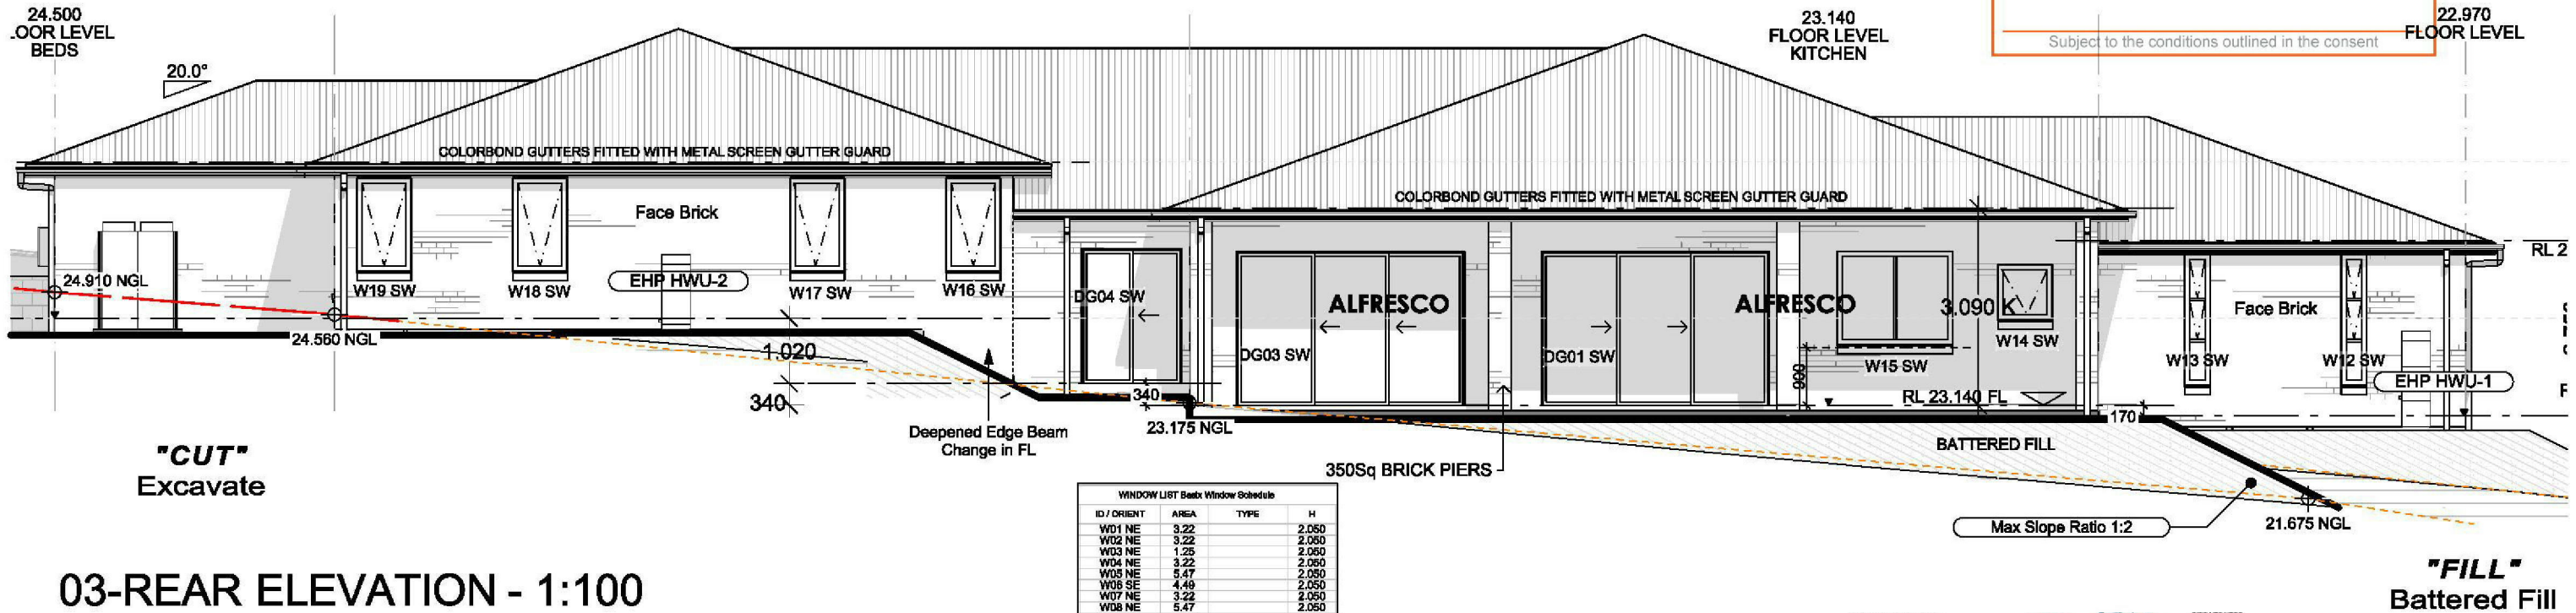 24.500
.OOR LEVEL
BEDS
23.140
FLOOR LEVEL
KITCHEN
Subject to the conditions outlined in the consent
22.970
FLOOR LEVEL
20.0°
COLORBOND GUTTERS FITTED WITH METAL SCREEN GUTTER GUARD
COLORBOND GUTTERS FITTED WITH METAL SCREEN GUTTER GUARD
Face Brick
RL 2
24.910 NGL
W19 SW
W18 SW
EHP HWU-2
W17 SW
W16 SW
DG04 SW
ALFRESCO
ALFRESCO
3.090 K
Face Brick
24.560 NGL
1.020
DG03 SW
DG01 SW
W15 SW
W14 SW
W13 SW
W12 SW
EHP HWU-1
340
340
900
RL 23.140 FL
170
23.175 NGL
Deepened Edge Beam
Change in FL
BATTERED FILL
"CUT"
Excavate
350Sq BRICK PIERS
Max Slope Ratio 1:2
21.675 NGL
WINDOW LIST Basix Window Schedule
ID / ORIENT AREA TYPE H
W01 NE 3.22 2.050
W02 NE 3.22 2.050
W03 NE 1.25 2.050
W04 NE 3.22 2.050
W05 NE 5.47 2.050
W06 SE 4.49 2.050
W07 NE 3.22 2.050
W08 NE 5.47 2.050
03-REAR ELEVATION - 1:100
"FILL"
Battered Fill